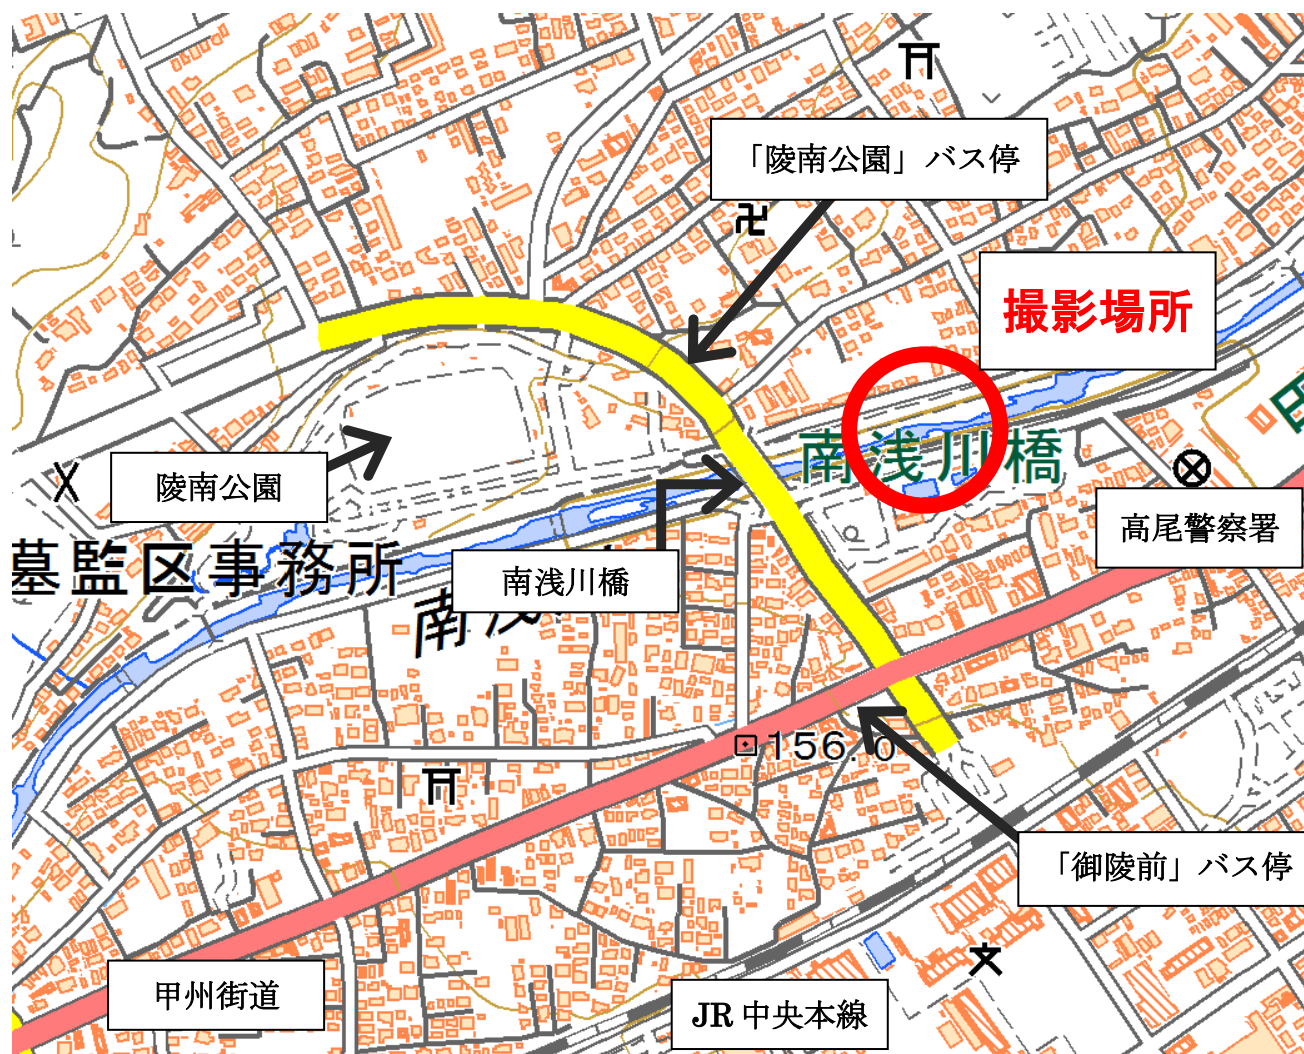 「陵南公園」バス停
撮影場所
南浅川橋
陵南公園
高尾警察署
墓監区事務所
南浅川橋
南浅
156.0
「御陵前」バス停
甲州街道
JR 中央本線